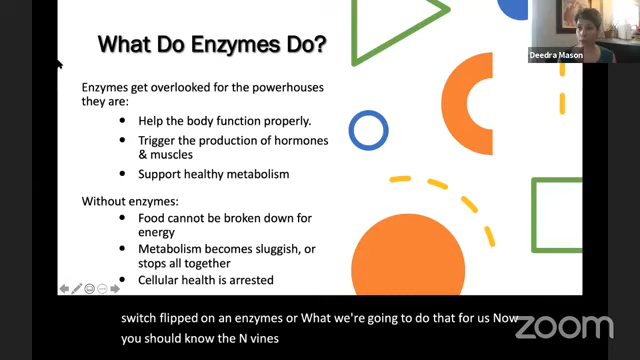 What Do Enzymes Do?
Deedra Mason
Enzymes get overlooked for the powerhouses
they are:
• Help the body function properly.
• Trigger the production of hormones
& muscles
• Support healthy metabolism
Without enzymes:
• Food cannot be broken down for
energy
• Metabolism becomes sluggish, or
stops all together
• Cellular health is arrested
switch flipped on an enzymes or What we're going to do that for us Now
you should know the N vines
zoom